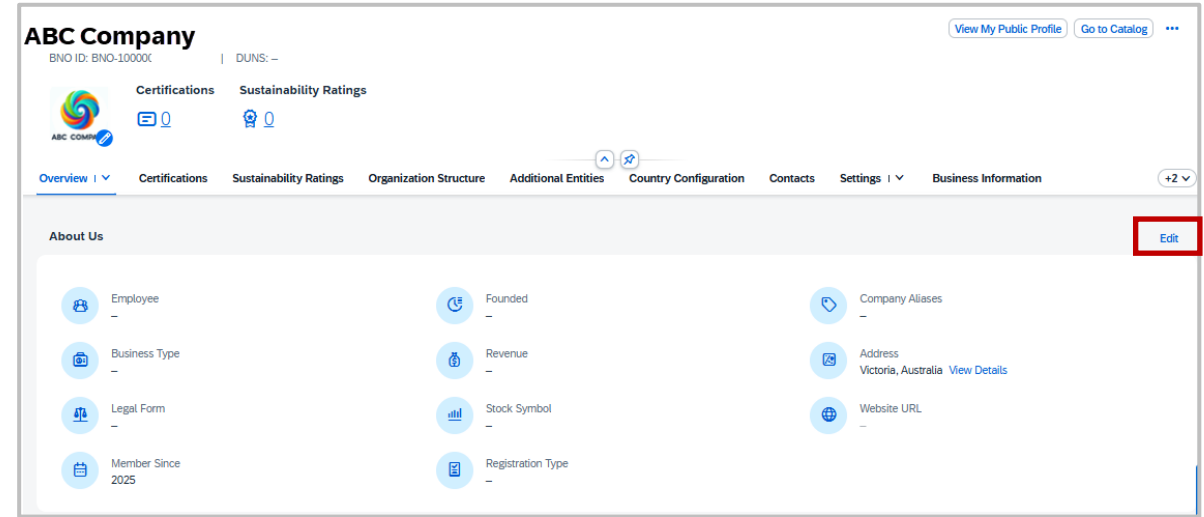 ABC Company
View My Public Profile
Go to Catalog
BNO ID: BNO-10000 | DUNS: –
Certifications
Sustainability Ratings
0
0
ABC
Overview
Certifications
Sustainability Ratings
Organization Structure
Additional Entities
Country Configuration
Contacts
Settings
Business Information
+2
About Us
Edit
Employee
–
Founded
–
Company Aliases
–
Business Type
–
Revenue
–
Address
Victoria, Australia View Details
Legal Form
–
Stock Symbol
–
Website URL
–
Member Since
2025
Registration Type
–